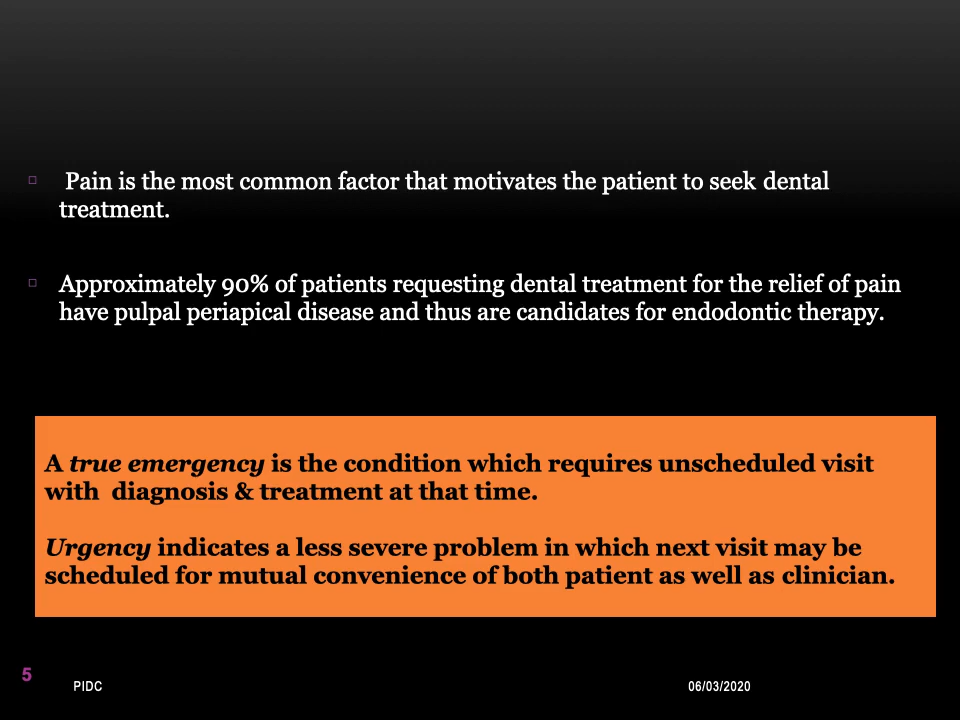 Pain is the most common factor that motivates the patient to seek dental
treatment.
Approximately 90% of patients requesting dental treatment for the relief of pain
have pulpal periapical disease and thus are candidates for endodontic therapy.
A true emergency is the condition which requires unscheduled visit
with diagnosis & treatment at that time.
Urgency indicates a less severe problem in which next visit may be
scheduled for mutual convenience of both patient as well as clinician.
5
PIDC
06/03/2020